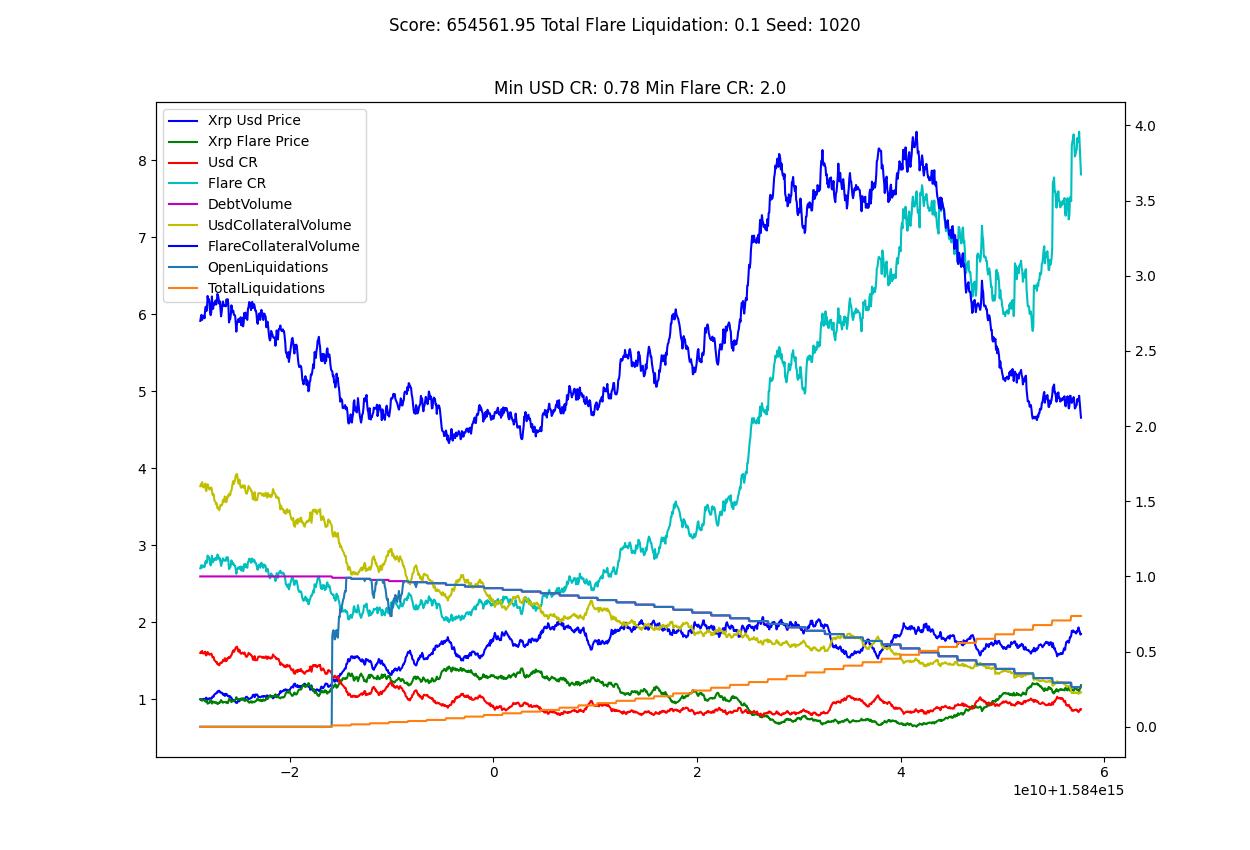 Score: 654561.95 Total Flare Liquidation: 0.1 Seed: 1020
Min USD CR: 0.78 Min Flare CR: 2.0
Xrp Usd Price
Xrp Flare Price
Usd CR
Flare CR
DebtVolume
UsdCollateralVolume
FlareCollateralVolume
OpenLiquidations
TotalLiquidations
8
7
6
5
4
3
2
1
4.0
3.5
3.0
2.5
2.0
1.5
1.0
0.5
0.0
−2
0
2
4
6
1e10+1.584e15